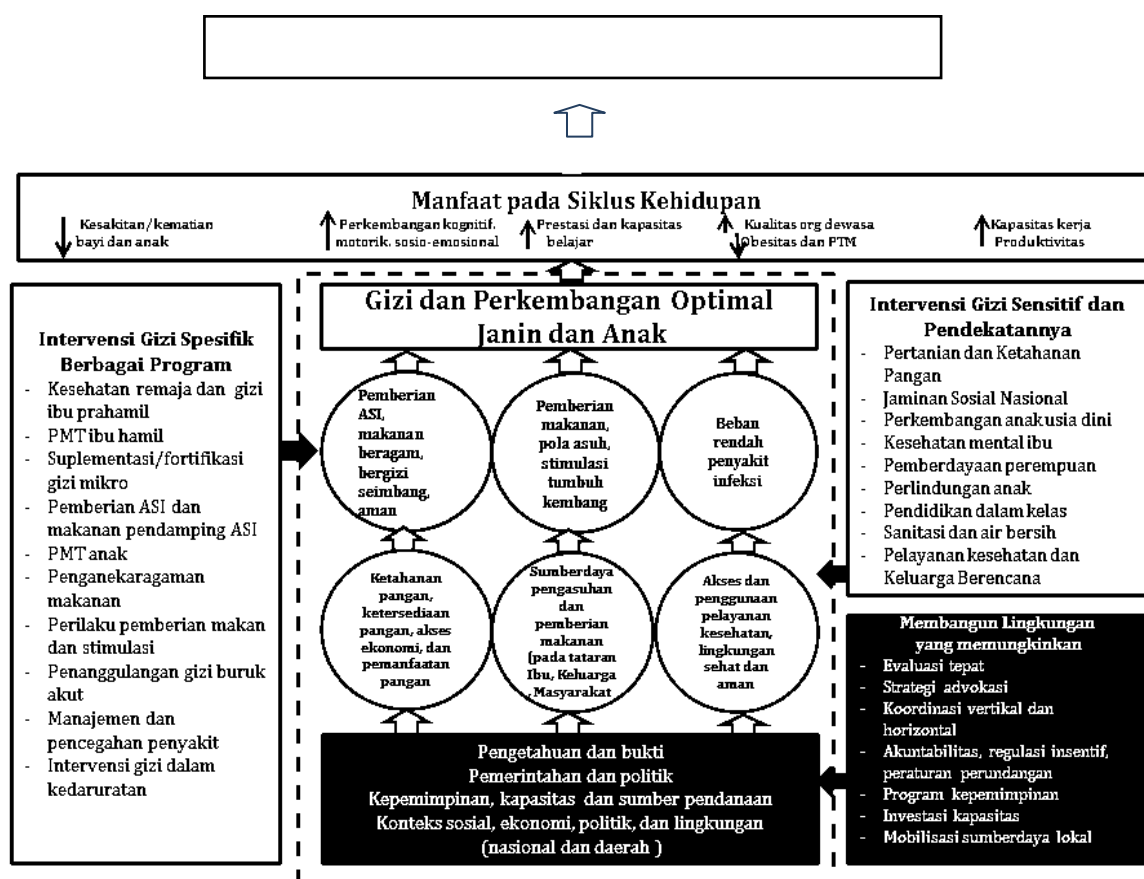 Manfaat pada Siklus Kehidupan
Kesakitan/kematian
bayi dan anak
Perkembangan kognitif,
motorik, sosio-emosional
Prestasi dan kapasitas
belajar
Kualitas org dewasa
Obesitas dan PTM
Kapasitas kerja
Produktivitas
Intervensi Gizi Spesifik
Berbagai Program
- Kesehatan remaja dan gizi
ibu prahamil
- PMT ibu hamil
- Suplementasi/fortifikasi
gizi mikro
- Pemberian ASI dan
makanan pendamping ASI
- PMT anak
- Penganekaragaman
makanan
- Perilaku pemberian makan
dan stimulasi
- Penanggulangan gizi buruk
akut
- Manajemen dan
pencegahan penyakit
- Intervensi gizi dalam
kedaruratan
Gizi dan Perkembangan Optimal
Janin dan Anak
Pemberian
ASI,
makanan
beragam,
bergizi
seimbang,
aman
Pemberian
makanan,
pola asuh,
stimulasi
tumbuh
kembang
Beban
rendah
penyakit
infeksi
Ketahanan
pangan,
ketersediaan
pangan, akses
ekonomi, dan
pemanfaatan
pangan
Sumberdaya
pengasuhan
dan
pemberian
makanan
(pada tataran
Ibu, Keluarga
, Masyarakat
Akses dan
penggunaan
pelayanan
kesehatan,
lingkungan
sehat dan
aman
Pengetahuan dan bukti
Pemerintahan dan politik
Kepemimpinan, kapasitas dan sumber pendanaan
Konteks sosial, ekonomi, politik, dan lingkungan
(nasional dan daerah )
Intervensi Gizi Sensitif dan
Pendekatannya
- Pertanian dan Ketahanan
Pangan
- Jaminan Sosial Nasional
- Perkembangan anak usia dini
- Kesehatan mental ibu
- Pemberdayaan perempuan
- Perlindungan anak
- Pendidikan dalam kelas
- Sanitasi dan air bersih
- Pelayanan kesehatan dan
Keluarga Berencana
Membangun Lingkungan
yang memungkinkan
- Evaluasi tepat
- Strategi advokasi
- Koordinasi vertikal dan
horizontal
- Akuntabilitas, regulasi insentif,
peraturan perundangan
- Program kepemimpinan
- Investasi kapasitas
- Mobilisasi sumberdaya lokal